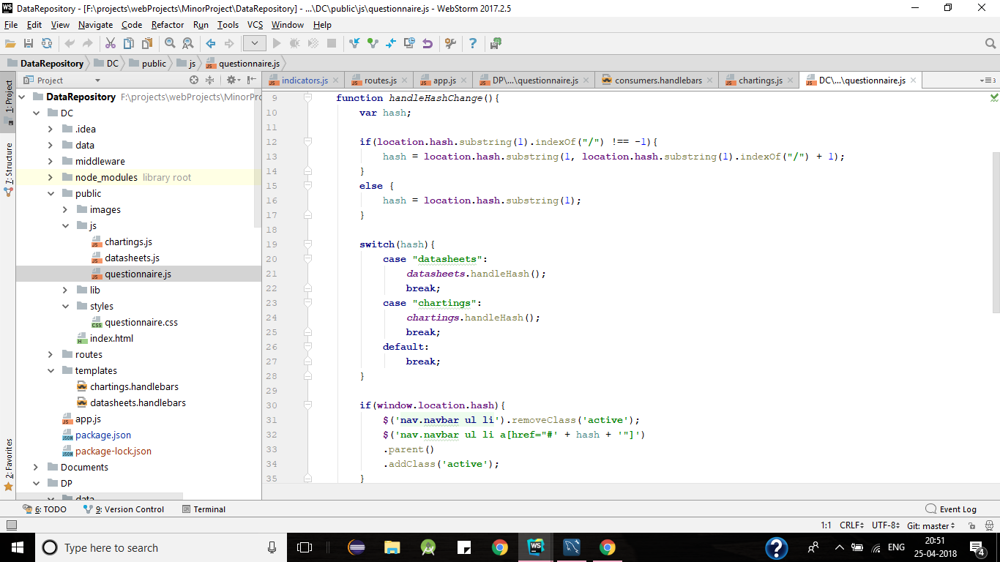 DataRepository - [F:\projects\webProjects\MinorProject\DataRepository] - ...\DC\public\js\questionnaire.js - WebStorm 2017.2.5
File Edit View Navigate Code Refactor Run Tools VCS Window Help
DataRepository DC public js questionnaire.js
Project
indicators.js routes.js app.js DP\...\questionnaire.js consumers.handlebars chartings.js DC\...\questionnaire.js
1: Project
7: Structure
2: Favorites
DataRepository F:\projects\webProjects\MinorPro
DC
.idea
data
middleware
node_modules library root
public
images
js
chartings.js
datasheets.js
questionnaire.js
lib
styles
questionnaire.css
index.html
routes
templates
chartings.handlebars
datasheets.handlebars
app.js
package.json
package-lock.json
Documents
DP
data
9 function handleHashChange(){
10 var hash;
11
12 if(location.hash.substring(1).indexOf("/") !== -1){
13 hash = location.hash.substring(1, location.hash.substring(1).indexOf("/") + 1);
14 }
15 else {
16 hash = location.hash.substring(1);
17 }
18
19 switch(hash){
20 case "datasheets":
21 datasheets.handleHash();
22 break;
23 case "chartings":
24 chartings.handleHash();
25 break;
26 default:
27 break;
28 }
29
30 if(window.location.hash){
31 $('nav.navbar ul li').removeClass('active');
32 $('nav.navbar ul li a[href="#' + hash + '"]')
33 .parent()
34 .addClass('active');
35 }
6: TODO 9: Version Control Terminal Event Log
1:1 CRLF UTF-8 Git: master
Type here to search
ENG
20:51
25-04-2018
4